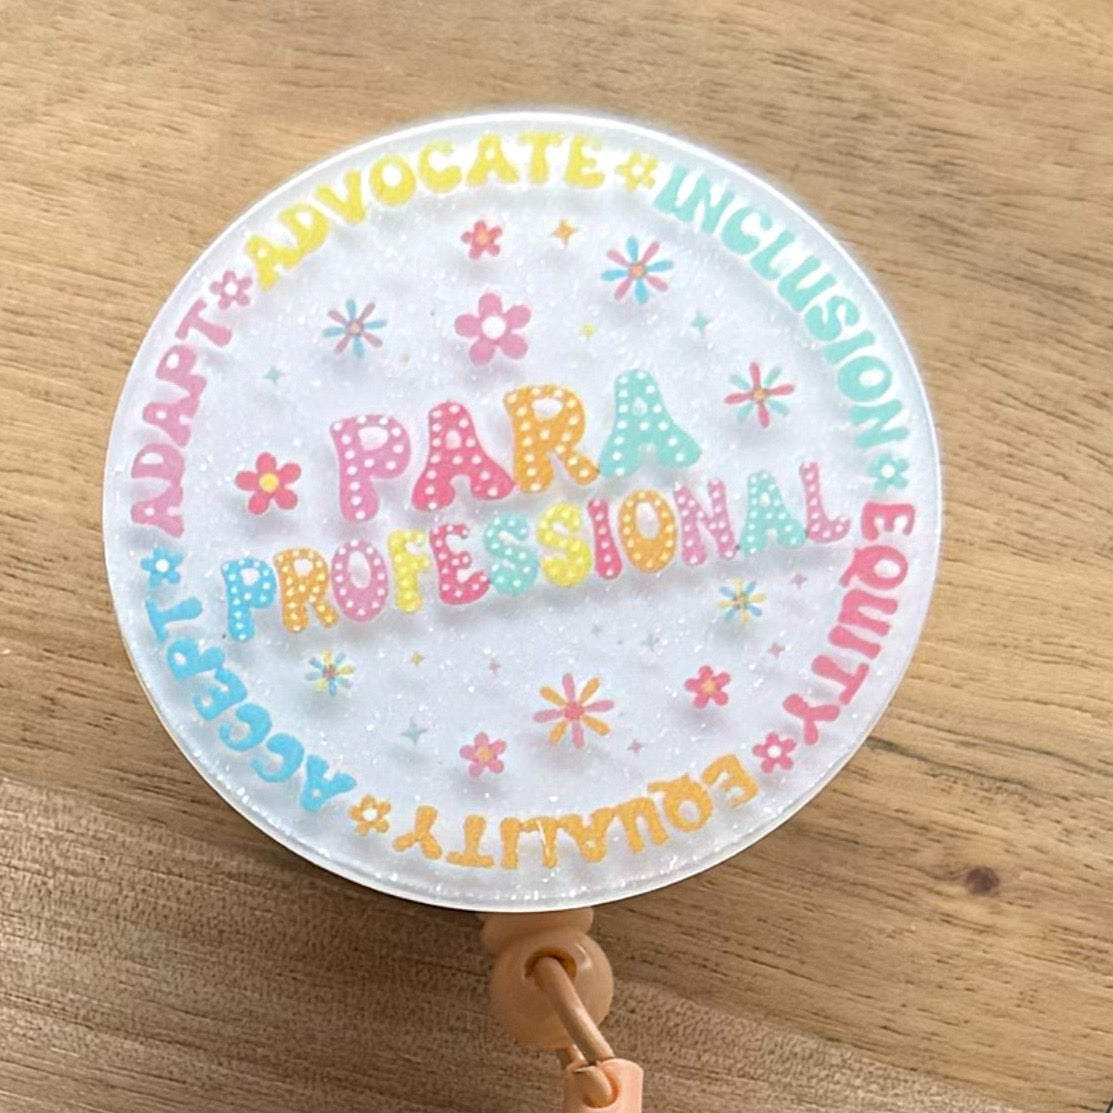 PARA
PROFESSIONAL
ADVOCATE
INCLUSION
EQUITY
EQUALITY
ACCEPT
ADAPT